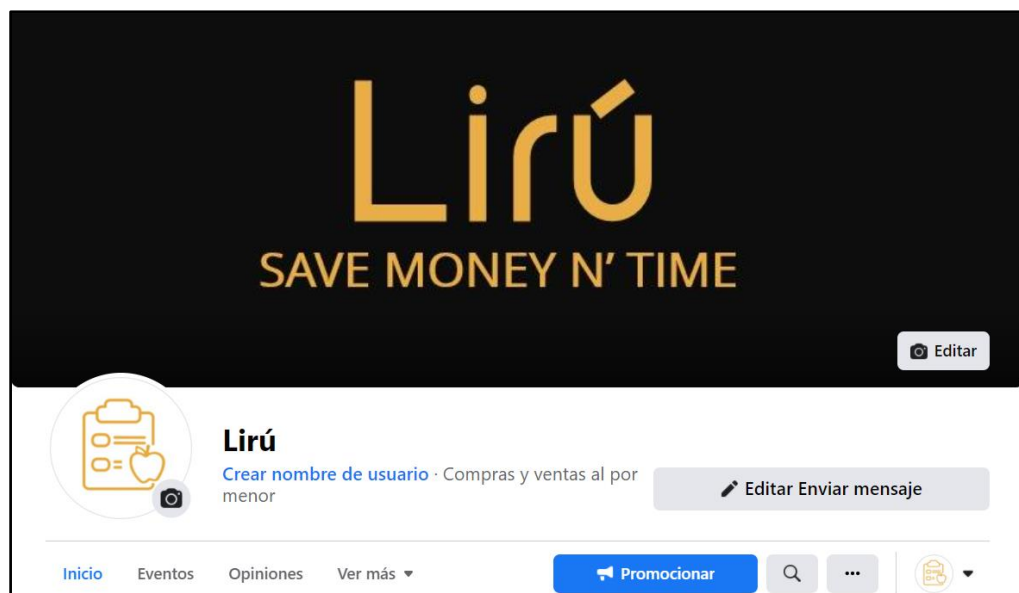 Lirú
SAVE MONEY N' TIME
Editar
Lirú
Crear nombre de usuario · Compras y ventas al por
menor
Editar Enviar mensaje
Inicio Eventos Opiniones Ver más Promocionar